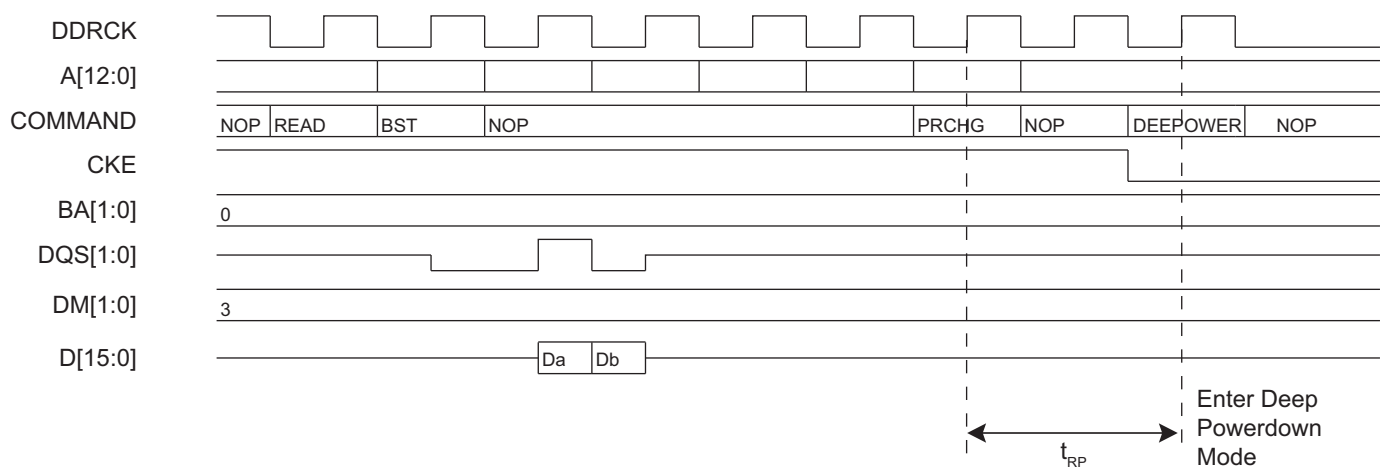 DDRCK
A[12:0]
COMMAND NOP READ BST NOP PRCHG NOP DEEPOWER NOP
CKE
BA[1:0] 0
DQS[1:0]
DM[1:0] 3
D[15:0] Da Db
tRP
Enter Deep
Powerdown
Mode